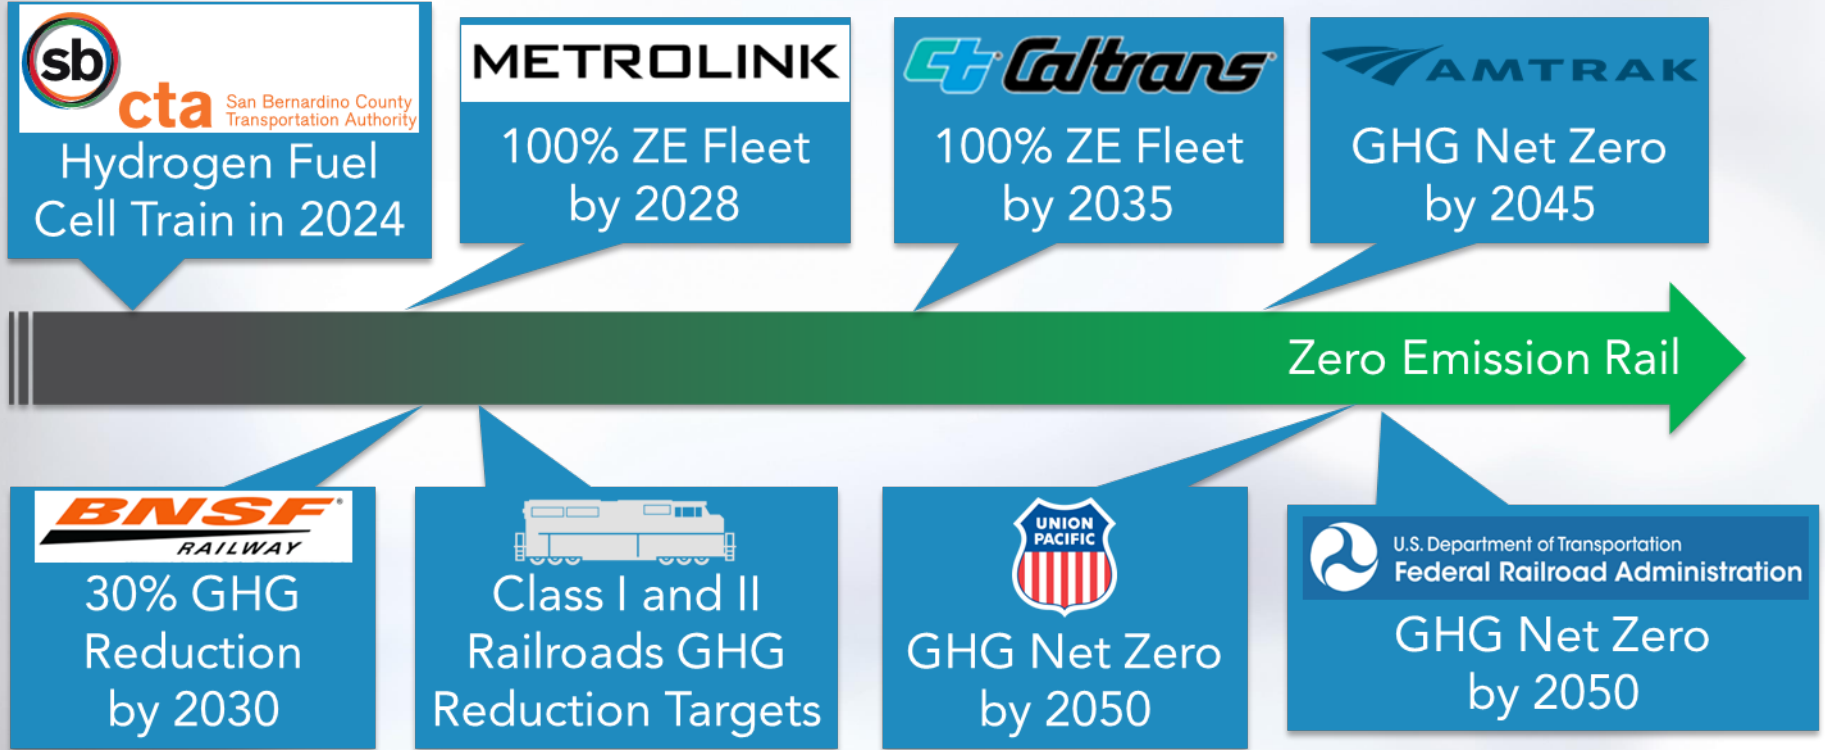 sb
cta San Bernardino County
Transportation Authority
Hydrogen Fuel
Cell Train in 2024
METROLINK
100% ZE Fleet
by 2028
Ct Caltrans
100% ZE Fleet
by 2035
AMTRAK
GHG Net Zero
by 2045
Zero Emission Rail
BNSF
RAILWAY
30% GHG
Reduction
by 2030
Class I and II
Railroads GHG
Reduction Targets
UNION
PACIFIC
GHG Net Zero
by 2050
U.S. Department of Transportation
Federal Railroad Administration
GHG Net Zero
by 2050